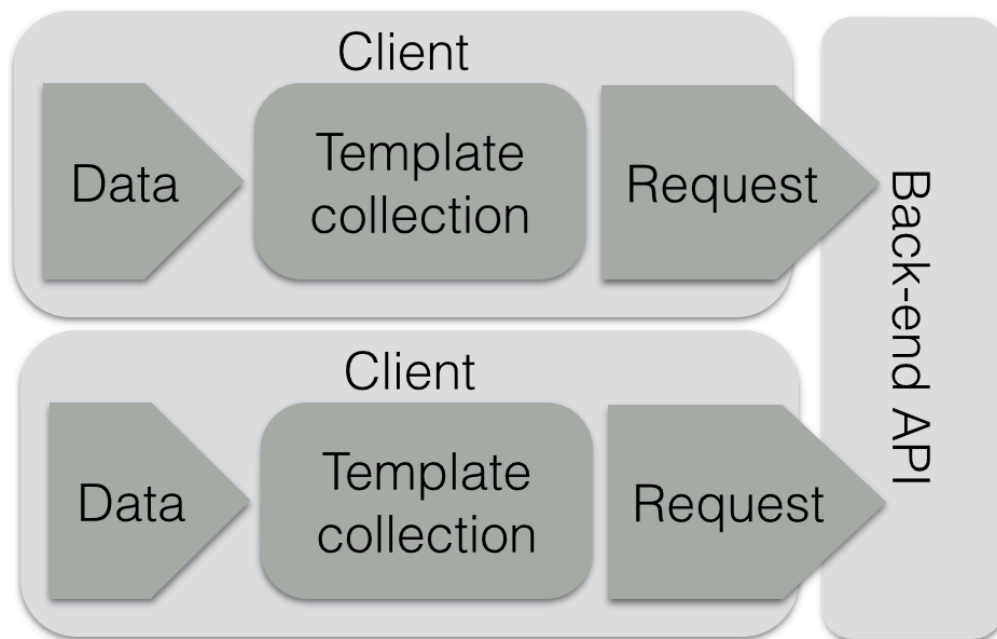 Client
Data
Template
collection
Request
Client
Data
Template
collection
Request
Back-end API